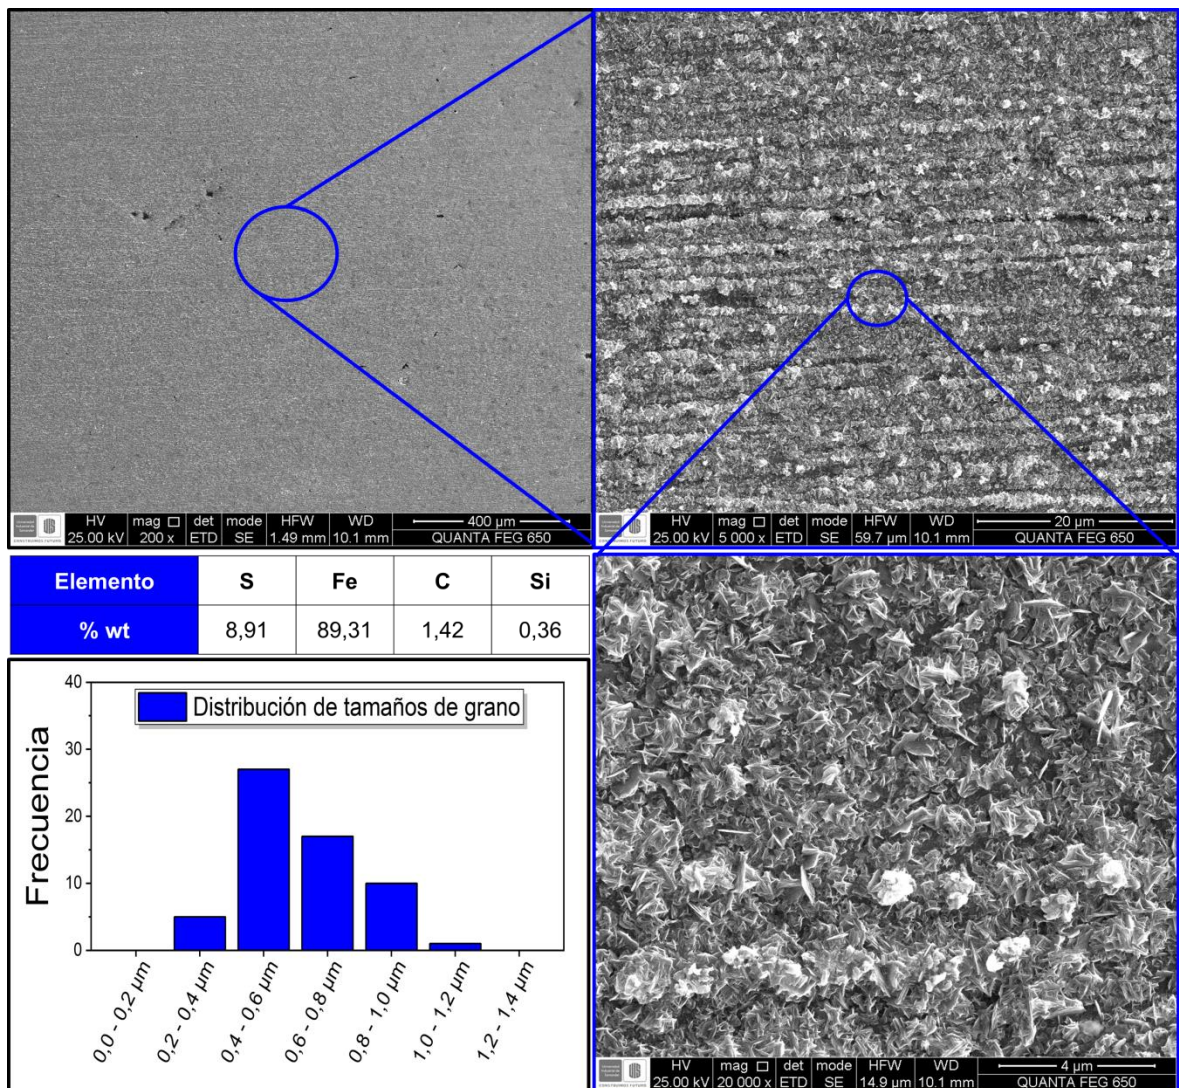 HV mag □ det mode HFW WD 400 µm
25.00 kV 200 x ETD SE 1.49 mm 10.1 mm QUANTA FEG 650
HV mag □ det mode HFW WD 20 µm
25.00 kV 5 000 x ETD SE 59.7 µm 10.1 mm QUANTA FEG 650
Elemento S Fe C Si
% wt 8,91 89,31 1,42 0,36
Distribución de tamaños de grano
Frecuencia
40
30
20
10
0
0,0 - 0,2 µm
0,2 - 0,4 µm
0,4 - 0,6 µm
0,6 - 0,8 µm
0,8 - 1,0 µm
1,0 - 1,2 µm
1,2 - 1,4 µm
HV mag □ det mode HFW WD 4 µm
25.00 kV 20 000 x ETD SE 14.9 µm 10.1 mm QUANTA FEG 650